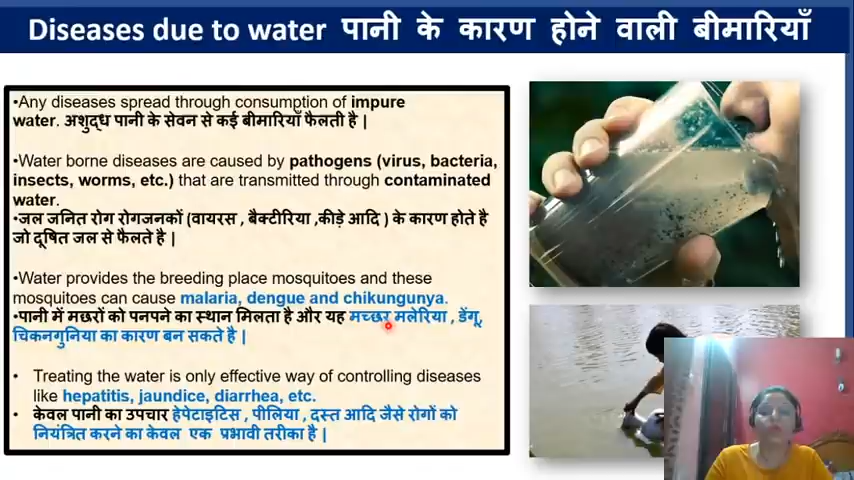 Diseases due to water पानी के कारण होने वाली बीमारियाँ
•Any diseases spread through consumption of impure
water. अशुद्ध पानी के सेवन से कई बीमारियाँ फैलती है |
•Water borne diseases are caused by pathogens (virus, bacteria,
insects, worms, etc.) that are transmitted through contaminated
water.
•जल जनित रोग रोगजनकों (वायरस , बैक्टीरिया ,कीड़े आदि ) के कारण होते है
जो दूषित जल से फैलते है |
•Water provides the breeding place mosquitoes and these
mosquitoes can cause malaria, dengue and chikungunya.
•पानी में मछरों को पनपने का स्थान मिलता है और यह मच्छर मलेरिया , डेंगू,
चिकनगुनिया का कारण बन सकते है |
• Treating the water is only effective way of controlling diseases
like hepatitis, jaundice, diarrhea, etc.
• केवल पानी का उपचार हेपेटाइटिस , पीलिया , दस्त आदि जैसे रोगों को
नियंत्रित करने का केवल एक प्रभावी तरीका है |